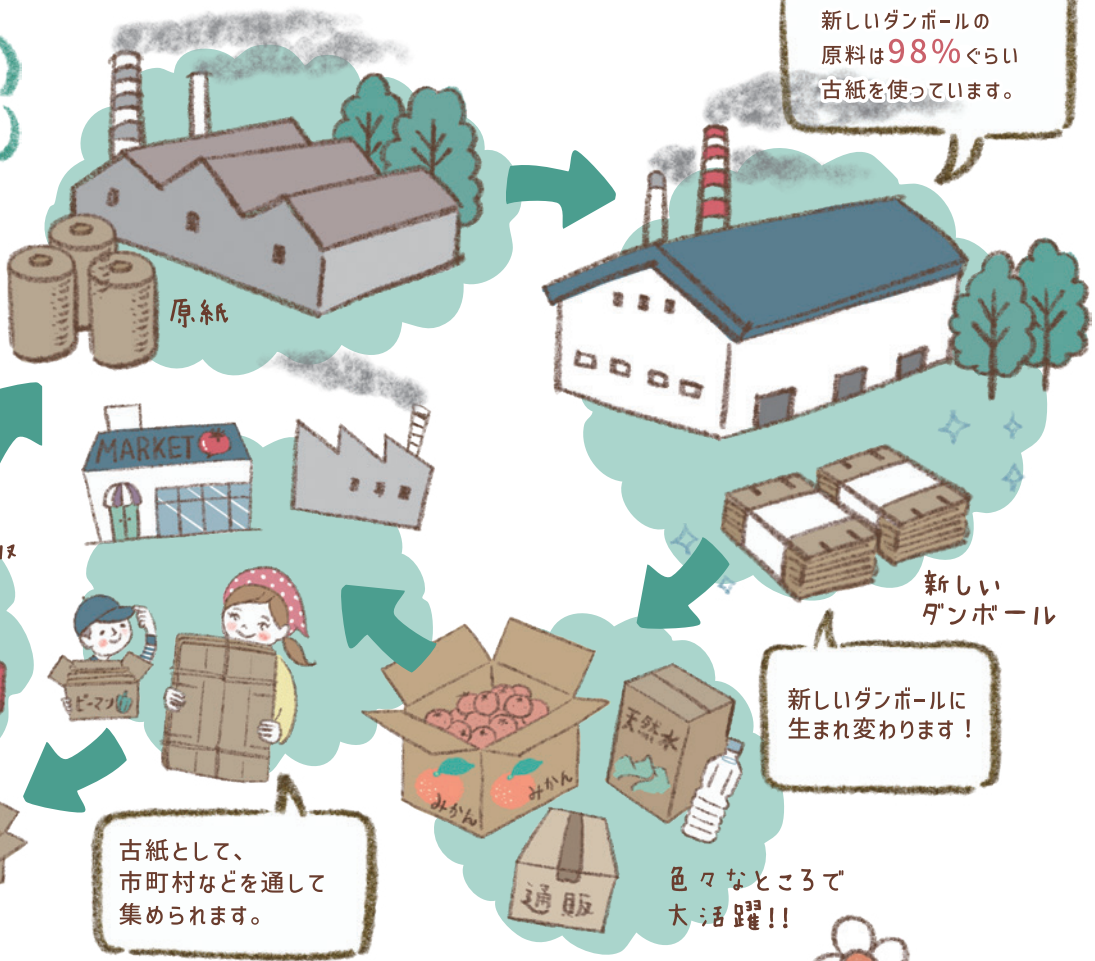 新しいダンボールの
原料は98%ぐらい
古紙を使っています。
原紙
MARKET
新しい
ダンボール
新しいダンボールに
生まれ変わります！
ピーマン
天然水
みかん
みかん
通販
古紙として、
市町村などを通して
集められます。
色々なところで
大活躍!!